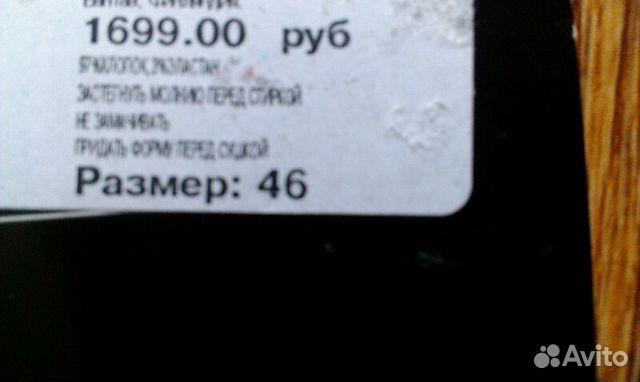 1699.00 руб
ЗАСТЕГНУТЬ МОЛНИЮ ПЕРЕД СТИРКОЙ
НЕ ЗАМАЧИВАТЬ
ПРИДАТЬ ФОРМУ ПЕРЕД СУШКОЙ
Размер: 46
Avito